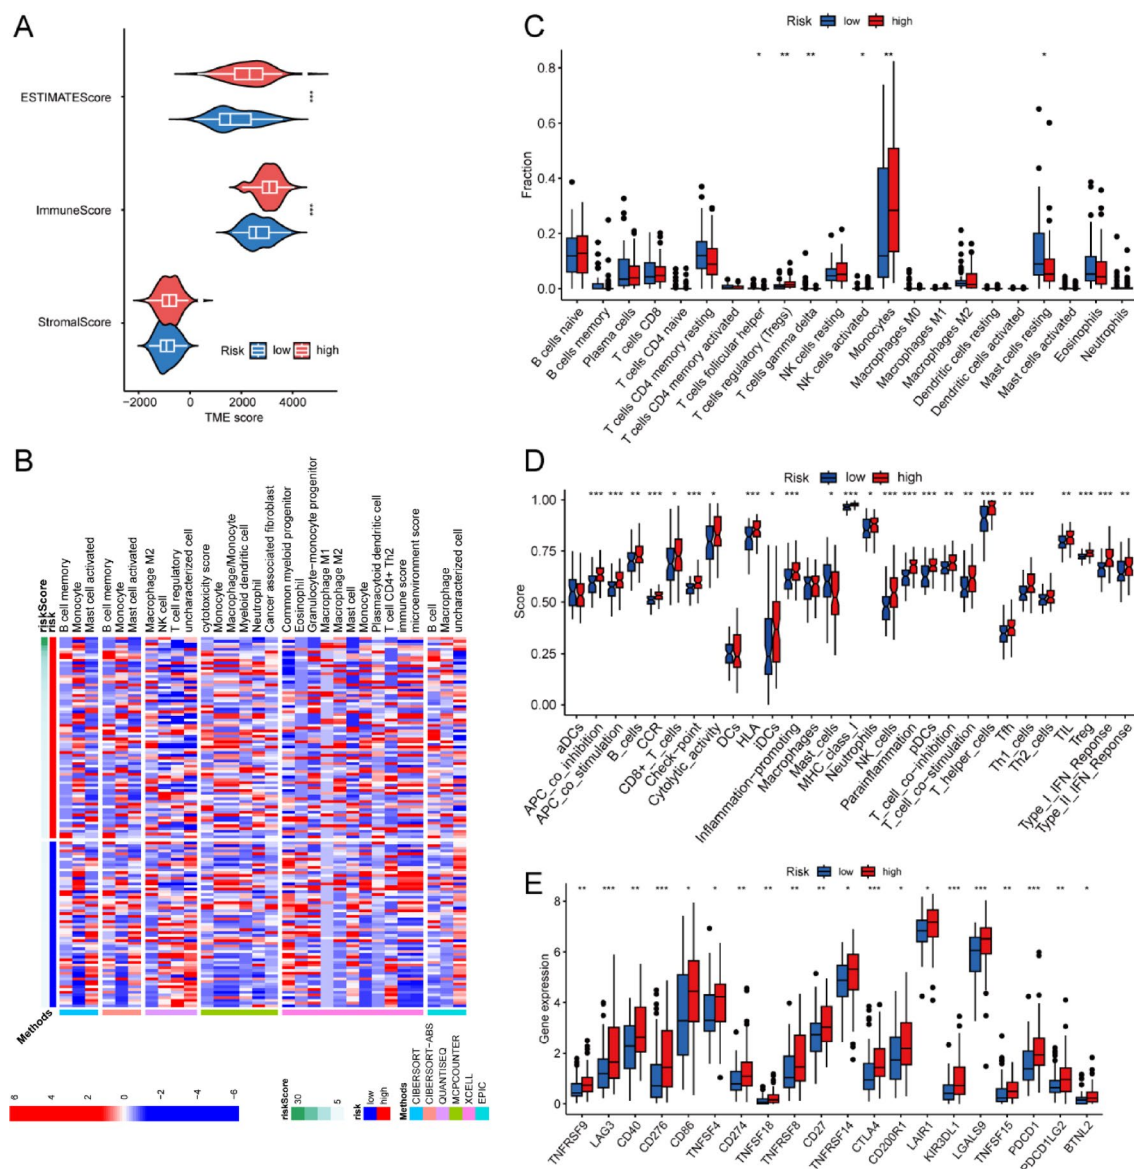 A
ESTIMATEScore
***
ImmuneScore
***
StromalScore
Risk low high
−2000 0 2000 4000
TME score
B
riskScore
risk
B cell memory
Monocyte
Mast cell activated
B cell memory
Monocyte
Mast cell activated
Macrophage M2
NK cell
T cell regulatory
uncharacterized cell
cytotoxicity score
Monocyte
Macrophage/Monocyte
Myeloid dendritic cell
Neutrophil
Cancer associated fibroblast
Common myeloid progenitor
Eosinophil
Granulocyte-monocyte progenitor
Macrophage M1
Macrophage M2
Mast cell
Monocyte
Plasmacytoid dendritic cell
T cell CD4+ Th2
immune score
microenvironment score
B cell
Macrophage
uncharacterized cell
Methods
6 4 2 0 −2 −4 −6
riskScore
30
5
risk
low
high
Methods
CIBERSORT
CIBERSORT-ABS
QUANTISEQ
MCPCOUNTER
XCELL
EPIC
C
Risk low high
* ** ** * ** *
Fraction
0.8
0.6
0.4
0.2
0.0
B cells naive
B cells memory
Plasma cells
T cells CD8
T cells CD4 naive
T cells CD4 memory resting
T cells CD4 memory activated
T cells follicular helper
T cells regulatory (Tregs)
T cells gamma delta
NK cells resting
NK cells activated
Monocytes
Macrophages M0
Macrophages M1
Macrophages M2
Dendritic cells resting
Dendritic cells activated
Mast cells resting
Mast cells activated
Eosinophils
Neutrophils
D
Risk low high
*** *** ** *** * *** * *** * *** * *** * *** *** *** ** ** *** ** *** ** *** *** **
Score
1.00
0.75
0.50
0.25
0.00
aDCs
APC_co_inhibition
APC_co_stimulation
B_cells
CCR
CD8+_T_cells
Check-point
Cytolytic_activity
DCs
HLA
iDCs
Inflammation-promoting
Macrophages
Mast_cells
MHC_class_I
Neutrophils
NK_cells
Parainflammation
pDCs
T_cell_co-inhibition
T_cell_co-stimulation
T_helper_cells
Tfh
Th1_cells
Th2_cells
TIL
Treg
Type_I_IFN_Reponse
Type_II_IFN_Reponse
E
Risk low high
** *** ** *** * * ** ** ** ** * *** * * *** *** ** *** ** *
Gene expression
8
6
4
2
0
TNFRSF9
LAG3
CD40
CD276
CD86
TNFSF4
CD274
TNFSF18
TNFRSF8
CD27
TNFRSF14
CTLA4
CD200R1
LAIR1
KIR3DL1
LGALS9
TNFSF15
PDCD1
PDCD1LG2
BTNL2